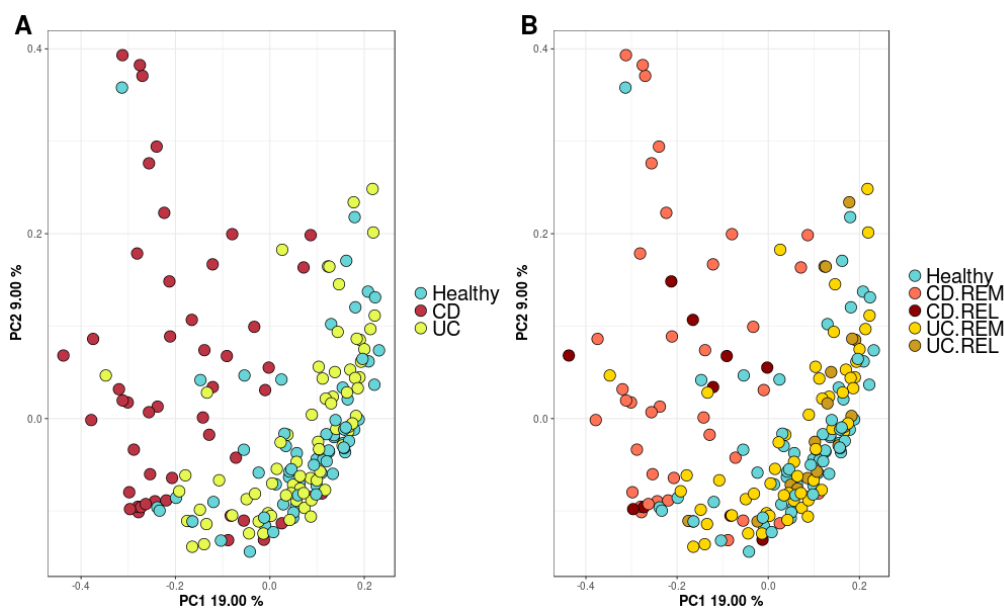 A
PC2 9.00 %
0.4
0.2
0.0
-0.4
-0.2
0.0
0.2
PC1 19.00 %
Healthy
CD
UC
B
PC2 9.00 %
0.4
0.2
0.0
-0.4
-0.2
0.0
0.2
PC1 19.00 %
Healthy
CD.REM
CD.REL
UC.REM
UC.REL